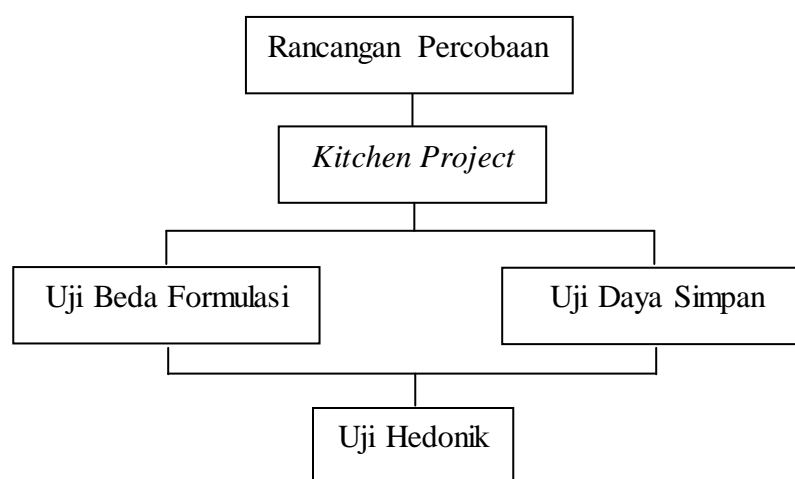 Rancangan Percobaan
Kitchen Project
Uji Beda Formulasi
Uji Daya Simpan
Uji Hedonik